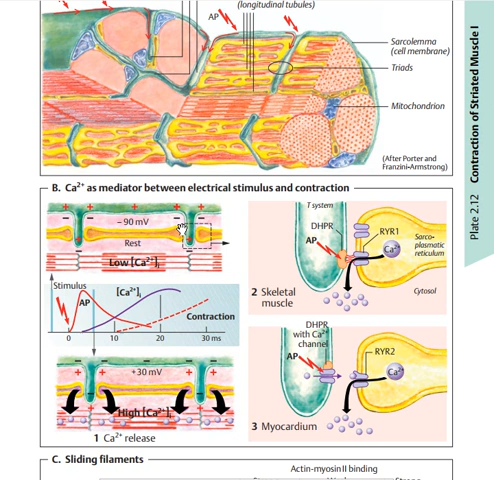 (longitudinal tubules)
AP
Sarcolemma
(cell membrane)
Triads
Mitochondrion
(After Porter and
Franzini-Armstrong)
Plate 2.12 Contraction of Striated Muscle I
B. Ca2+ as mediator between electrical stimulus and contraction
+ + + +
– 90 mV
Rest
Low [Ca2+]i
Stimulus
AP
[Ca2+]i
Contraction
0 10 20 30 ms
+30 mV
High [Ca2+]i
1 Ca2+ release
T system
DHPR
AP
RYR1
Ca2+
Sarco-
plasmatic
reticulum
Cytosol
2 Skeletal
muscle
DHPR
with Ca2+
channel
AP
RYR2
Ca2+
3 Myocardium
C. Sliding filaments
Actin-myosin II binding